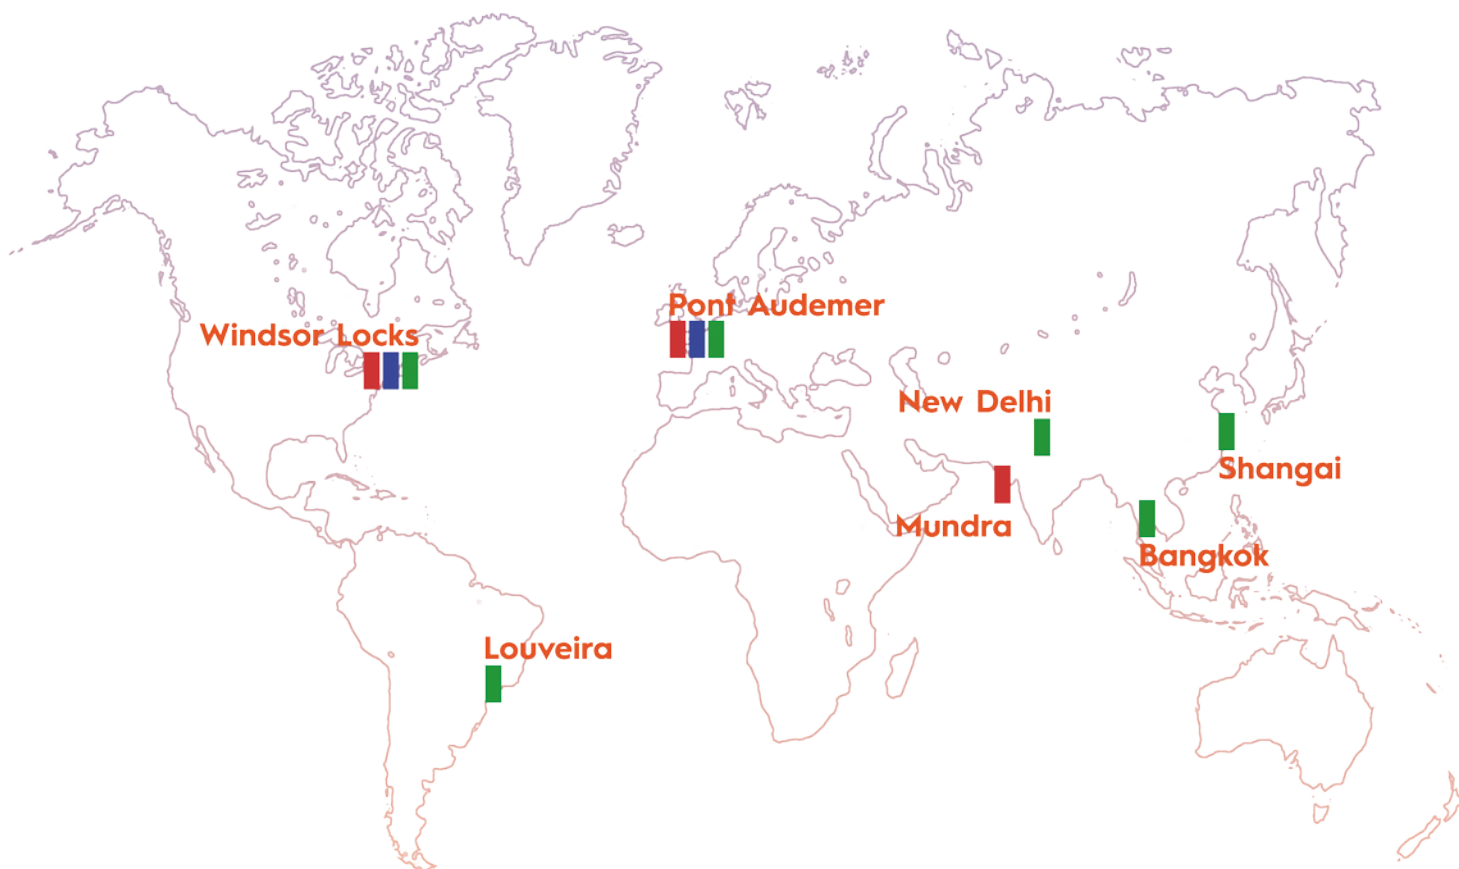 Pont Audemer
Windsor Locks
New Delhi
Shangai
Mundra
Bangkok
Louveira